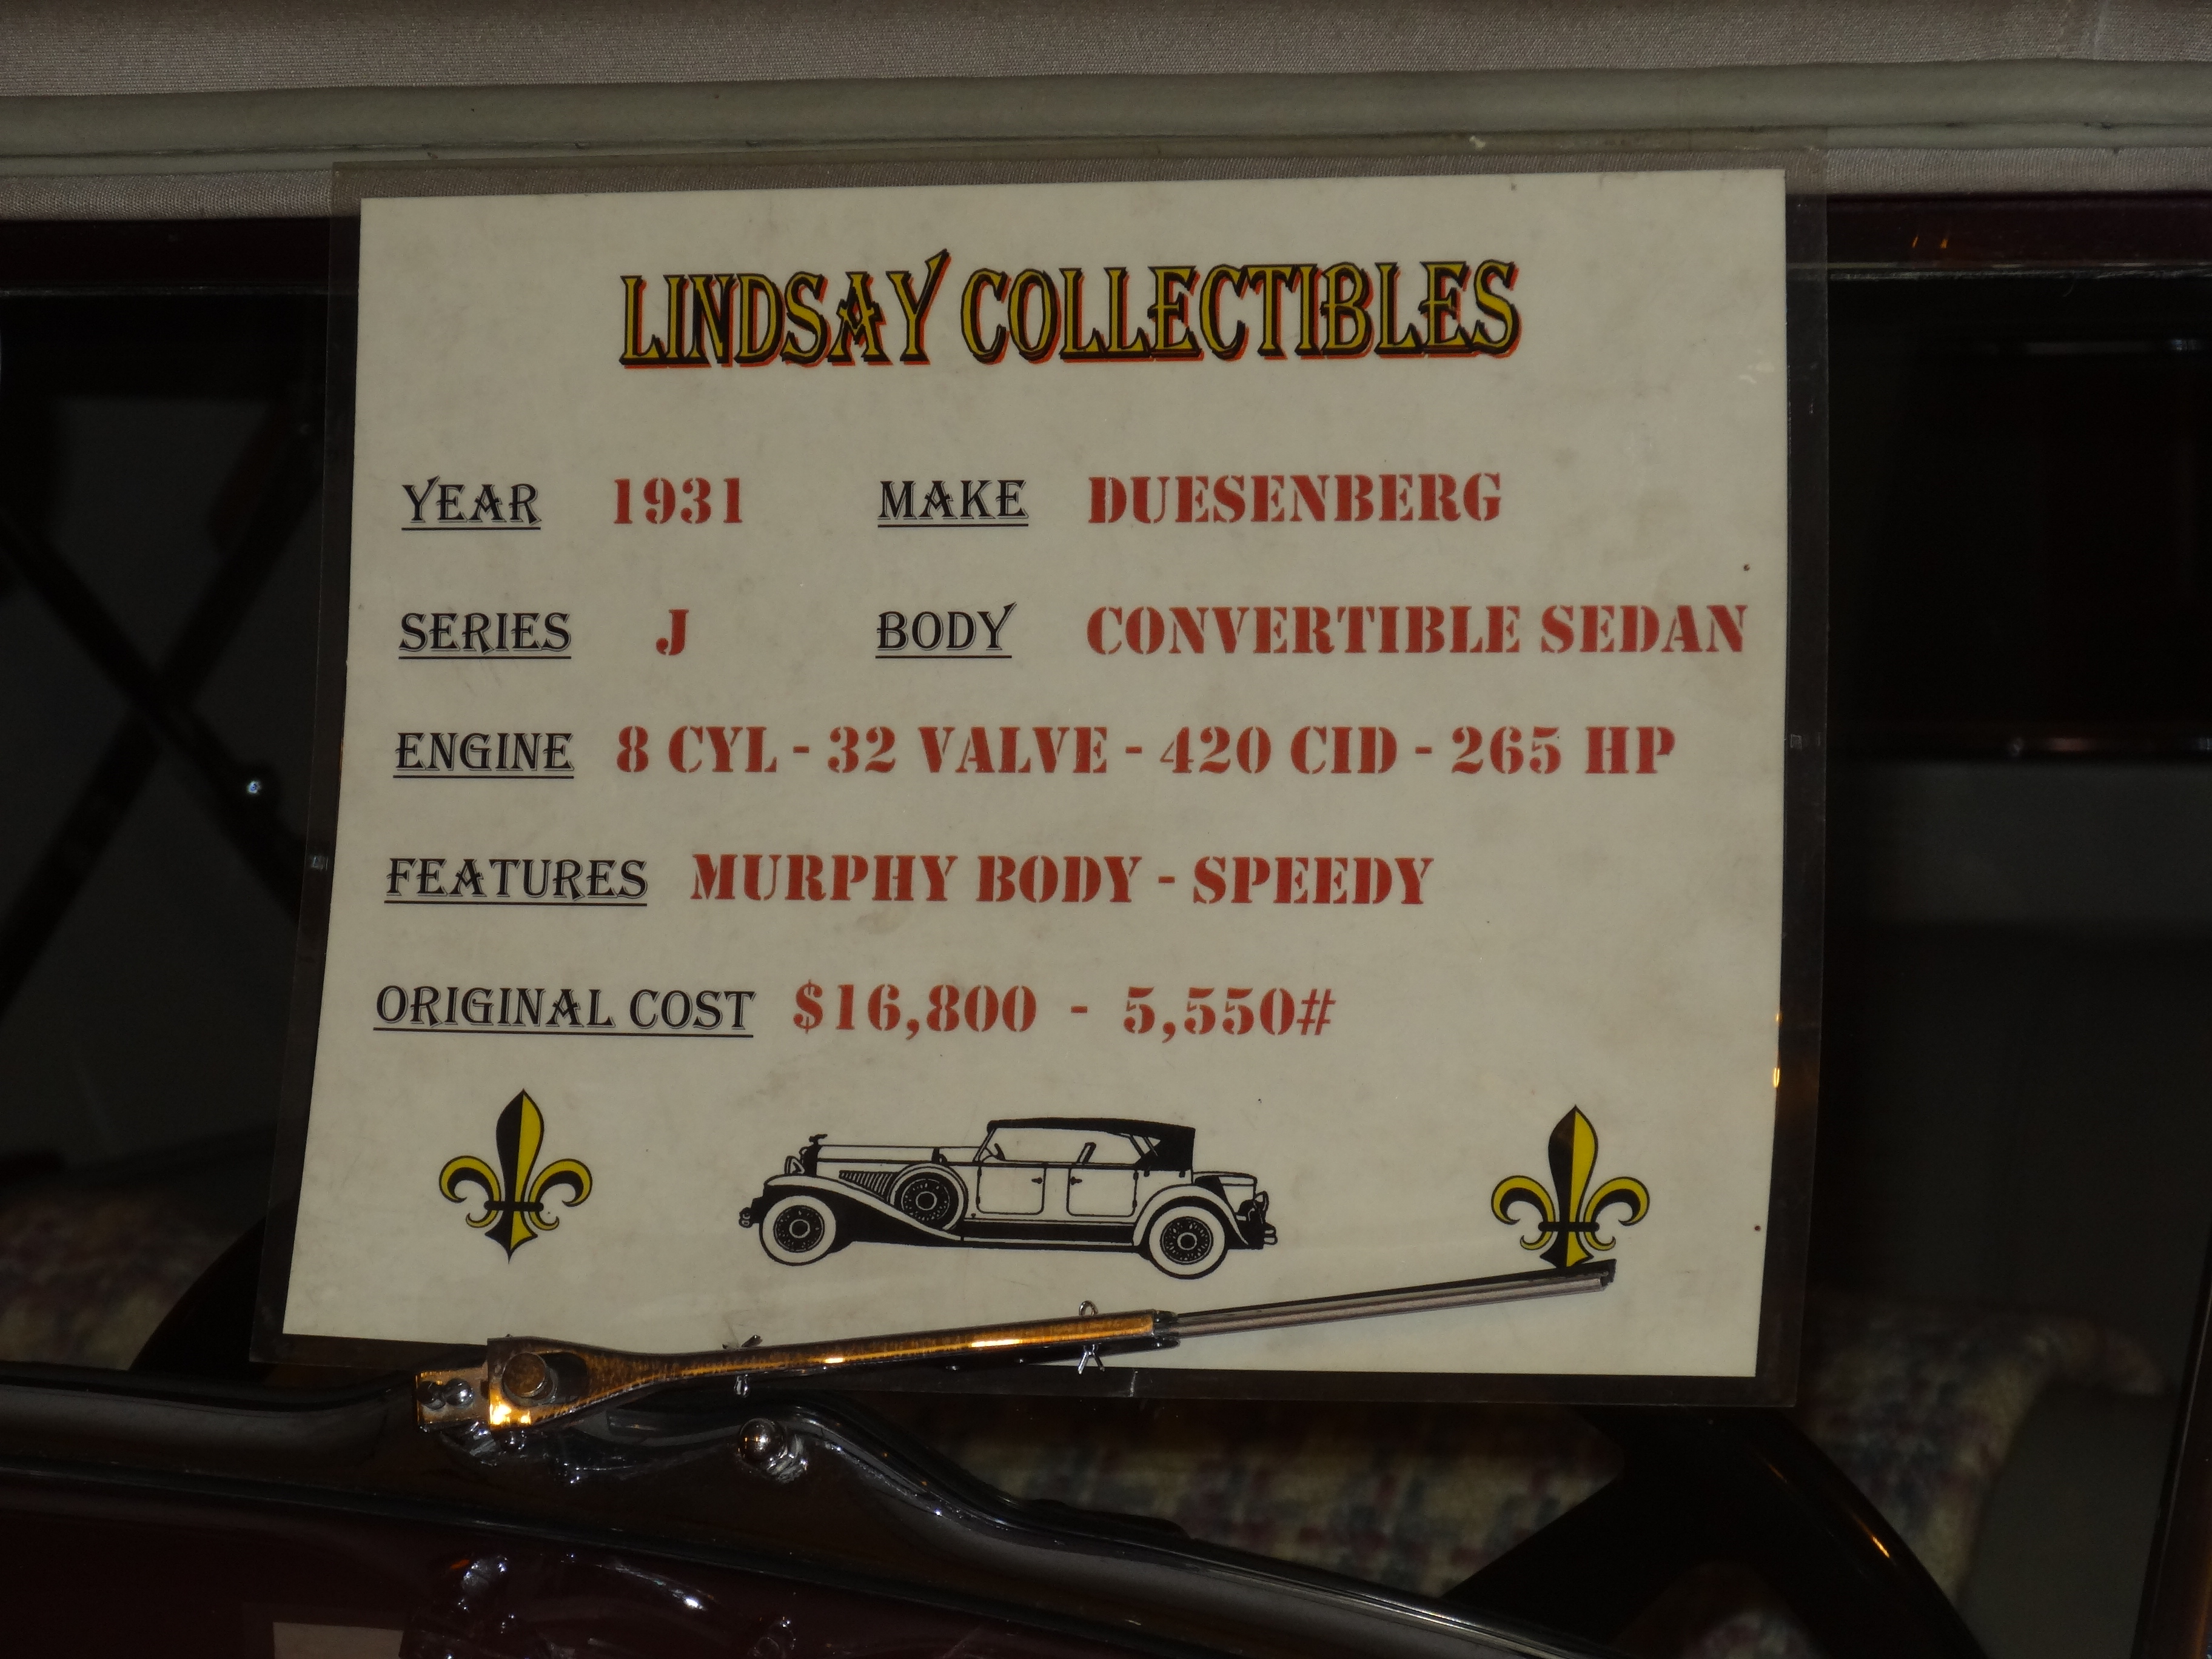 LINDSAY COLLECTIBLES
YEAR 1931 MAKE DUESENBERG
SERIES J BODY CONVERTIBLE SEDAN
ENGINE 8 CYL - 32 VALVE - 420 CID - 265 HP
FEATURES MURPHY BODY - SPEEDY
ORIGINAL COST $16,800 - 5,550#